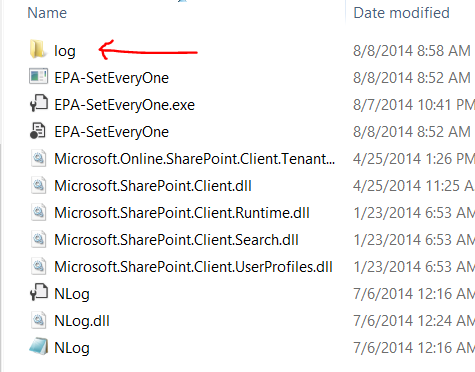 Name Date modified
log 8/8/2014 8:58 AM
EPA-SetEveryOne 8/8/2014 8:52 AM
EPA-SetEveryOne.exe 8/7/2014 10:41 PM
EPA-SetEveryOne 8/8/2014 8:52 AM
Microsoft.Online.SharePoint.Client.Tenant... 4/25/2014 1:26 PM
Microsoft.SharePoint.Client.dll 4/25/2014 11:25 A
Microsoft.SharePoint.Client.Runtime.dll 1/23/2014 6:53 AM
Microsoft.SharePoint.Client.Search.dll 1/23/2014 6:53 AM
Microsoft.SharePoint.Client.UserProfiles.dll 1/23/2014 6:53 AM
NLog 7/6/2014 12:16 AM
NLog.dll 7/6/2014 12:24 AM
NLog 7/6/2014 12:16 AM